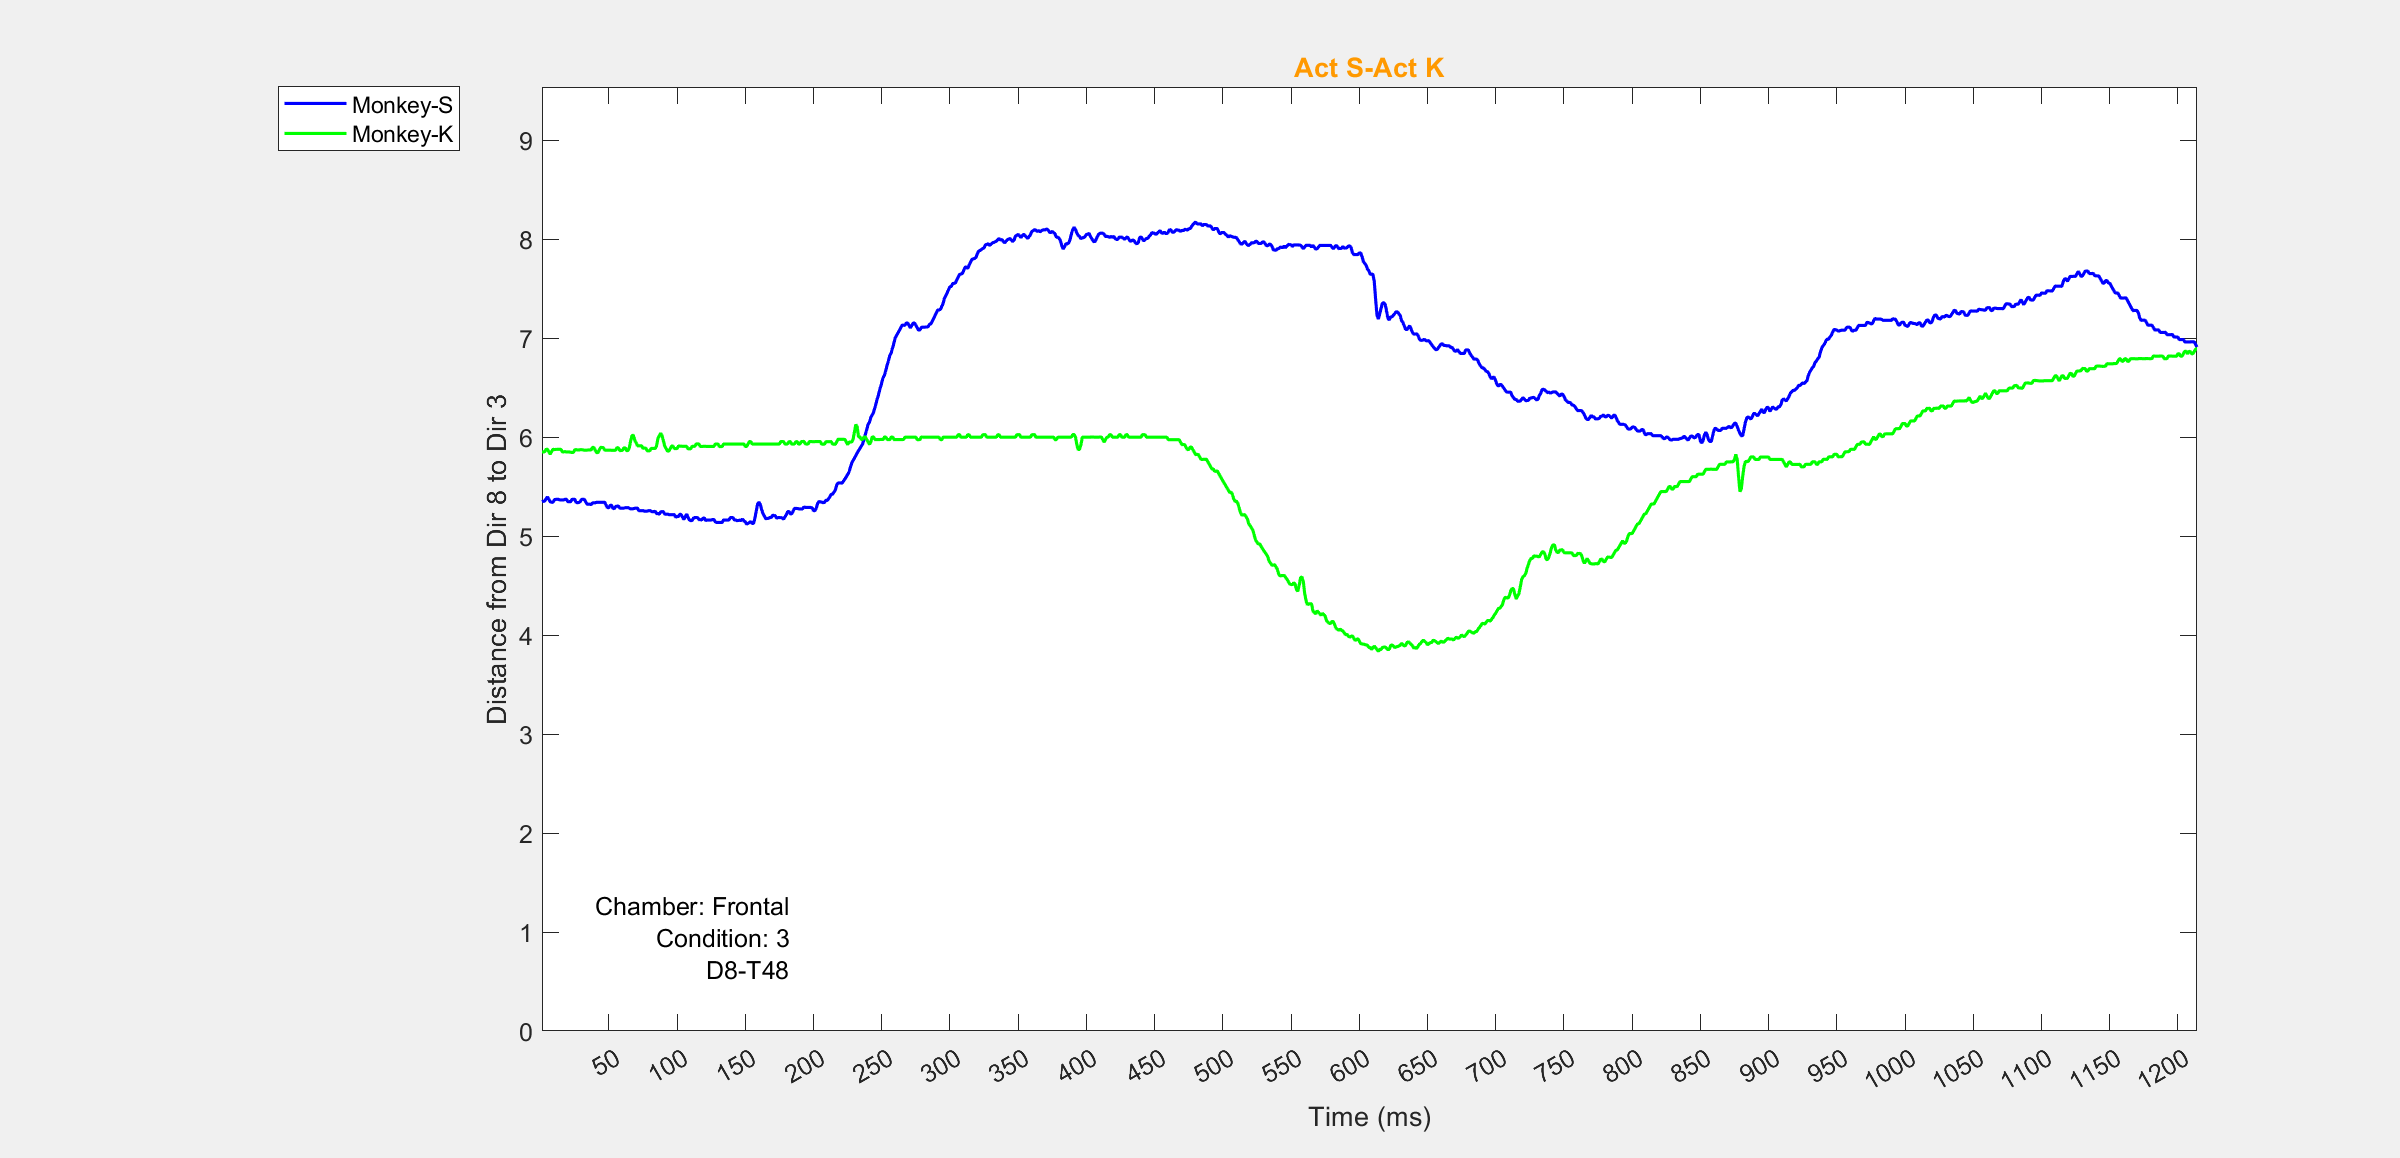 Act S-Act K
Monkey-S
Monkey-K
Distance from Dir 8 to Dir 3
9
8
7
6
5
4
3
2
1
0
Chamber: Frontal
Condition: 3
D8-T48
50 100 150 200 250 300 350 400 450 500 550 600 650 700 750 800 850 900 950 1000 1050 1100 1150 1200
Time (ms)